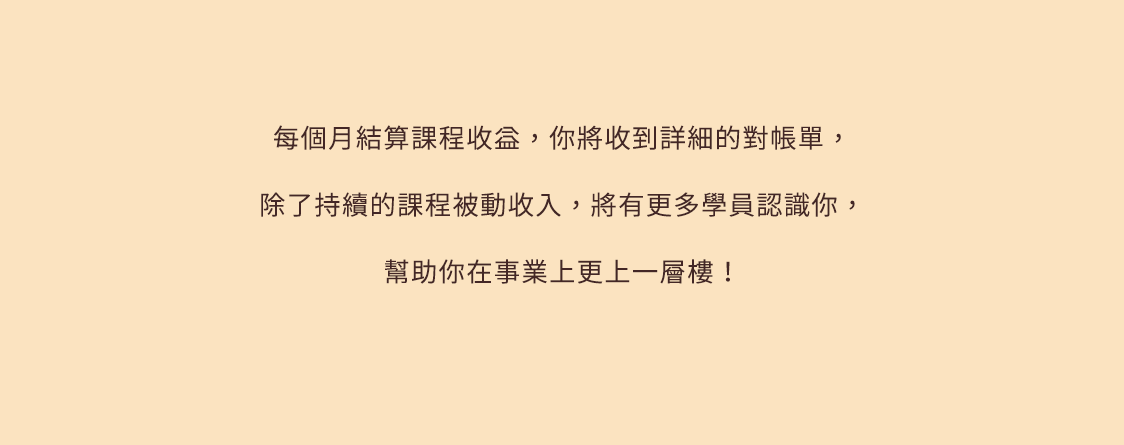 每個月結算課程收益，你將收到詳細的對帳單，
除了持續的課程被動收入，將有更多學員認識你，
幫助你在事業上更上一層樓！